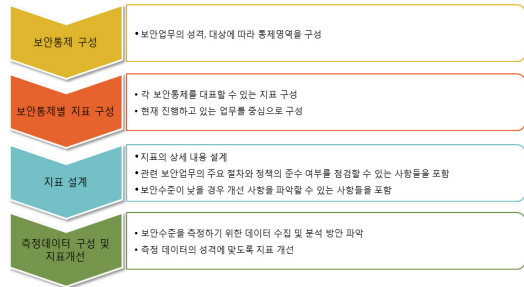 보안통제 구성
• 보안업무의 성격, 대상에 따라 통제영역을 구성
보안통제별 지표 구성
• 각 보안통제를 대표할 수 있는 지표 구성
• 현재 진행하고 있는 업무를 중심으로 구성
지표 설계
• 지표의 상세 내용 설계
• 관련 보안업무의 주요 절차와 정책의 준수 여부를 점검할 수 있는 사항들을 포함
• 보안수준이 낮을 경우 개선 사항을 파악할 수 있는 사항들을 포함
측정데이터 구성 및
지표개선
• 보안수준을 측정하기 위한 데이터 수집 및 분석 방안 파악
• 측정 데이터의 성격에 맞도록 지표 개선